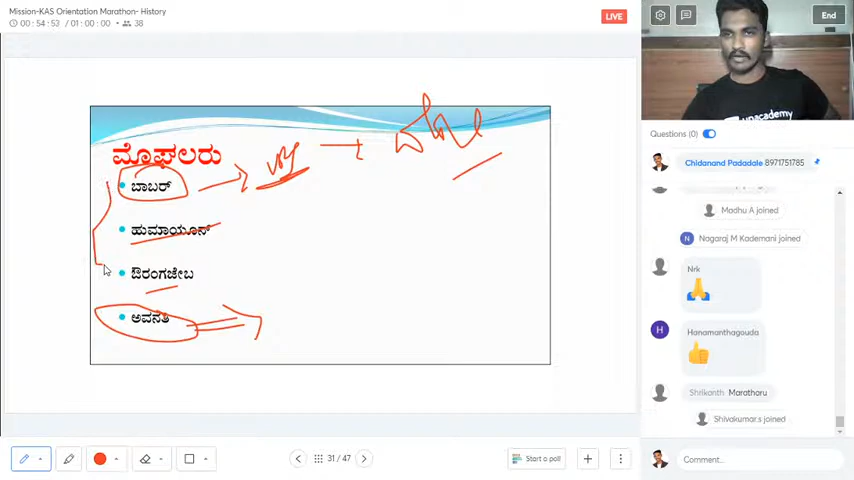 Mission-KAS Orientation Marathon- History
00 : 54 : 53 / 01 : 00 : 00 • 38
LIVE
End
ಮೊಘಲರು
• ಬಾಬರ್
• ಹುಮಾಯೂನ್
• ಔರಂಗಜೇಬ
• ಅವನತಿ
Questions (0)
Chidanand Padadale 8971751785
Madhu A joined
N Nagaraj M Kademani joined
Nrk
H Hanamanthagouda
Shrikanth Marathoru
Shivakumar.s joined
31 / 47
Start a poll
Comment...